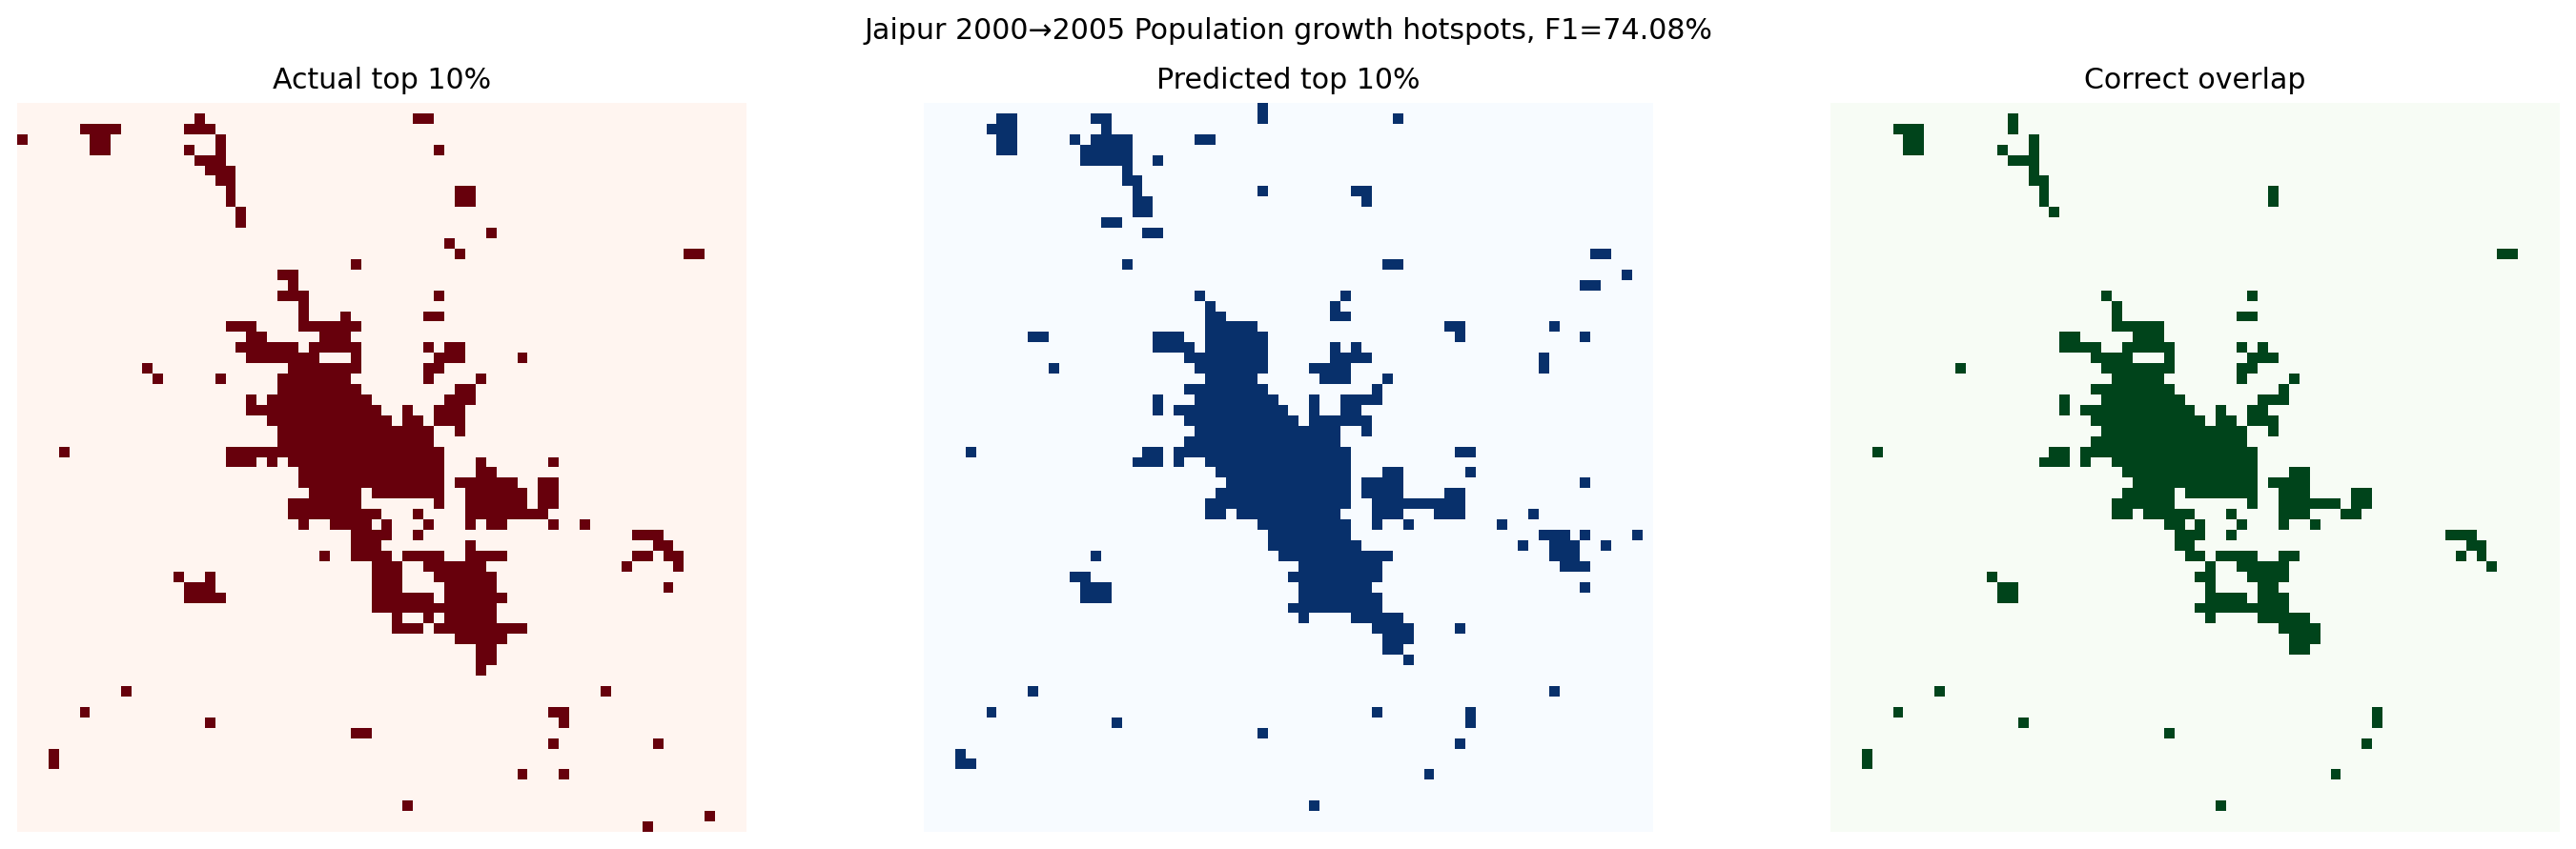 Jaipur 2000→2005 Population growth hotspots, F1=74.08%
Actual top 10%
Predicted top 10%
Correct overlap